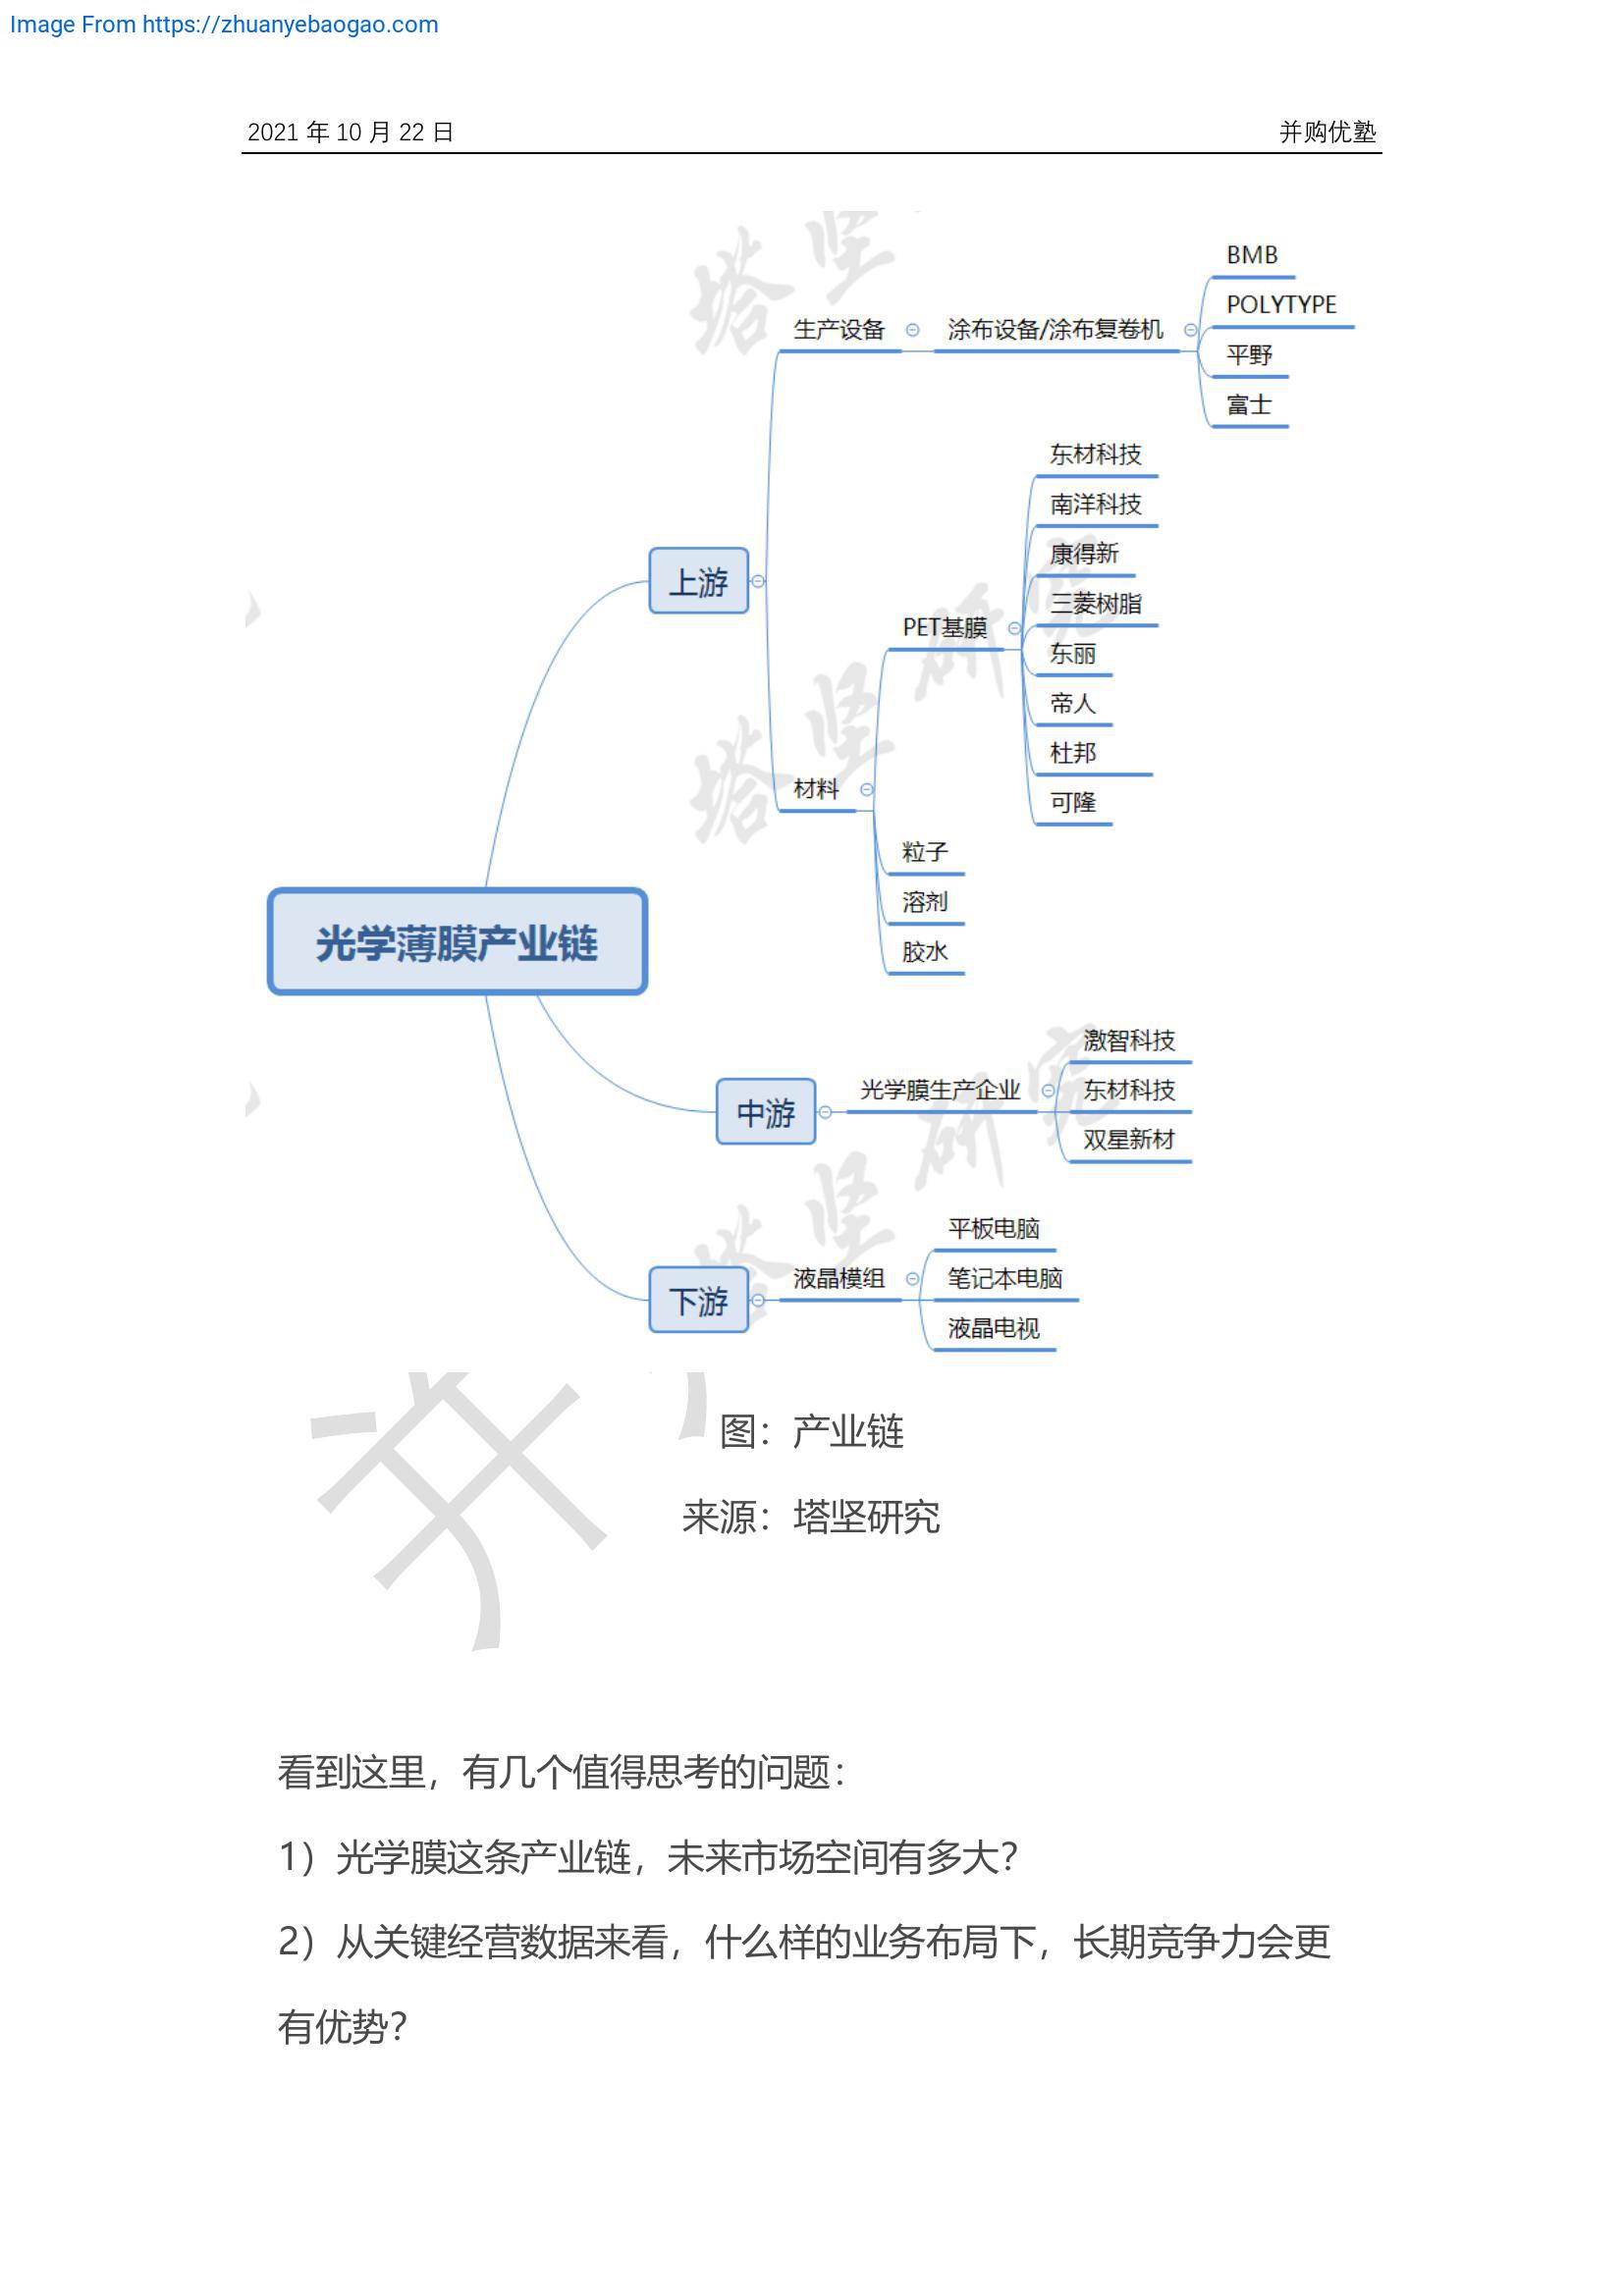 Image From https://zhuanyebaogao.com
2021 年 10 月 22 日
并购优塾
BMB
POLYTYPE
生产设备
涂布设备/涂布复卷机
平野
富士
东材科技
南洋科技
康得新
上游
三菱树脂
PET基膜
东丽
帝人
杜邦
材料
可隆
粒子
溶剂
光学薄膜产业链
胶水
激智科技
光学膜生产企业
东材科技
中游
双星新材
平板电脑
液晶模组
笔记本电脑
下游
液晶电视
塔坚
塔坚研究
塔坚研究
图：产业链
来源：塔坚研究
看到这里，有几个值得思考的问题：
1）光学膜这条产业链，未来市场空间有多大？
2）从关键经营数据来看，什么样的业务布局下，长期竞争力会更
有优势？